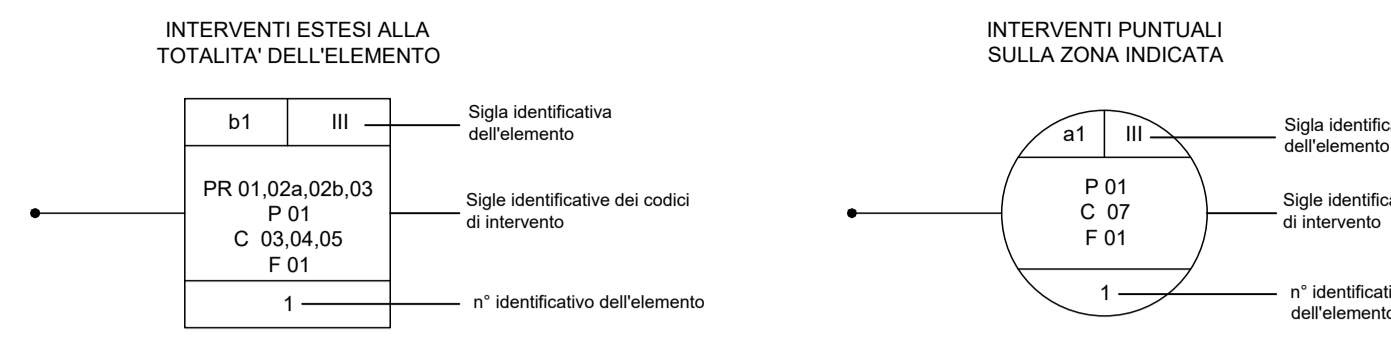 INTERVENTI ESTESI ALLA
TOTALITA' DELL'ELEMENTO
b1 III
Sigla identificativa
dell'elemento
PR 01,02a,02b,03
P 01
C 03,04,05
F 01
Sigle identificative dei codici
di intervento
1
n° identificativo dell'elemento
INTERVENTI PUNTUALI
SULLA ZONA INDICATA
a1 III
Sigla
dell'elemento
P 01
C 07
F 01
Sigle
di intervento
1
n°